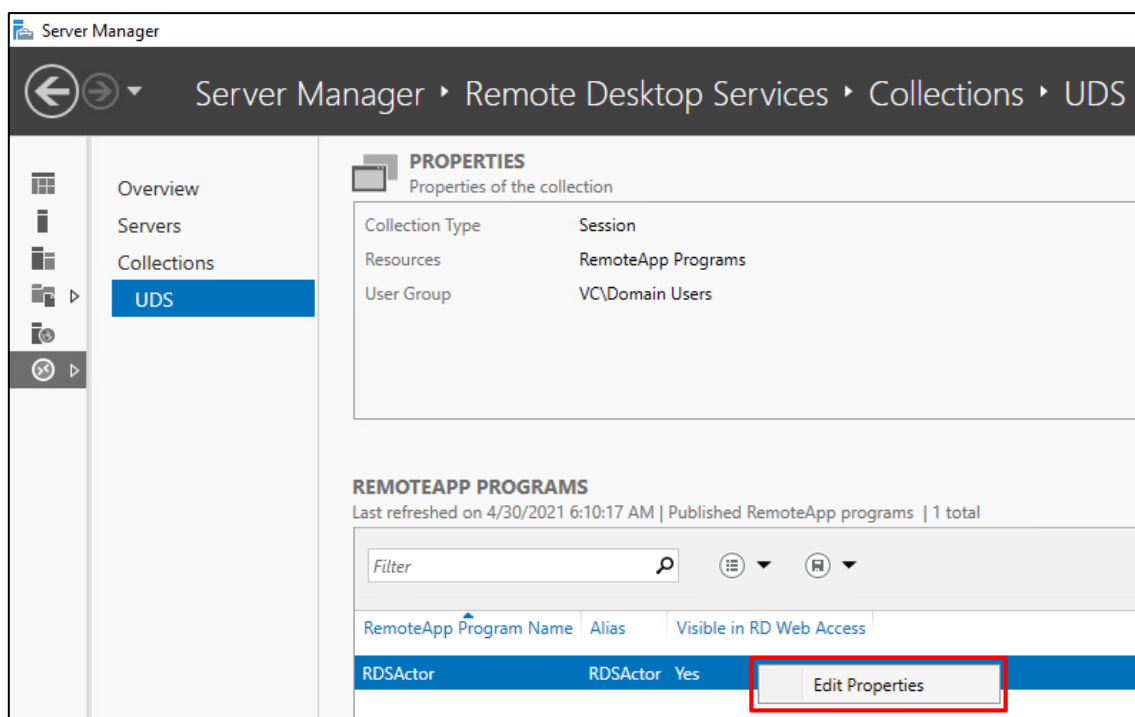 Server Manager
Server Manager ‣ Remote Desktop Services ‣ Collections ‣ UDS
Overview
Servers
Collections
UDS
PROPERTIES
Properties of the collection
Collection Type Session
Resources RemoteApp Programs
User Group VC\Domain Users
REMOTEAPP PROGRAMS
Last refreshed on 4/30/2021 6:10:17 AM | Published RemoteApp programs | 1 total
Filter
RemoteApp Program Name Alias Visible in RD Web Access
RDSActor RDSActor Yes
Edit Properties